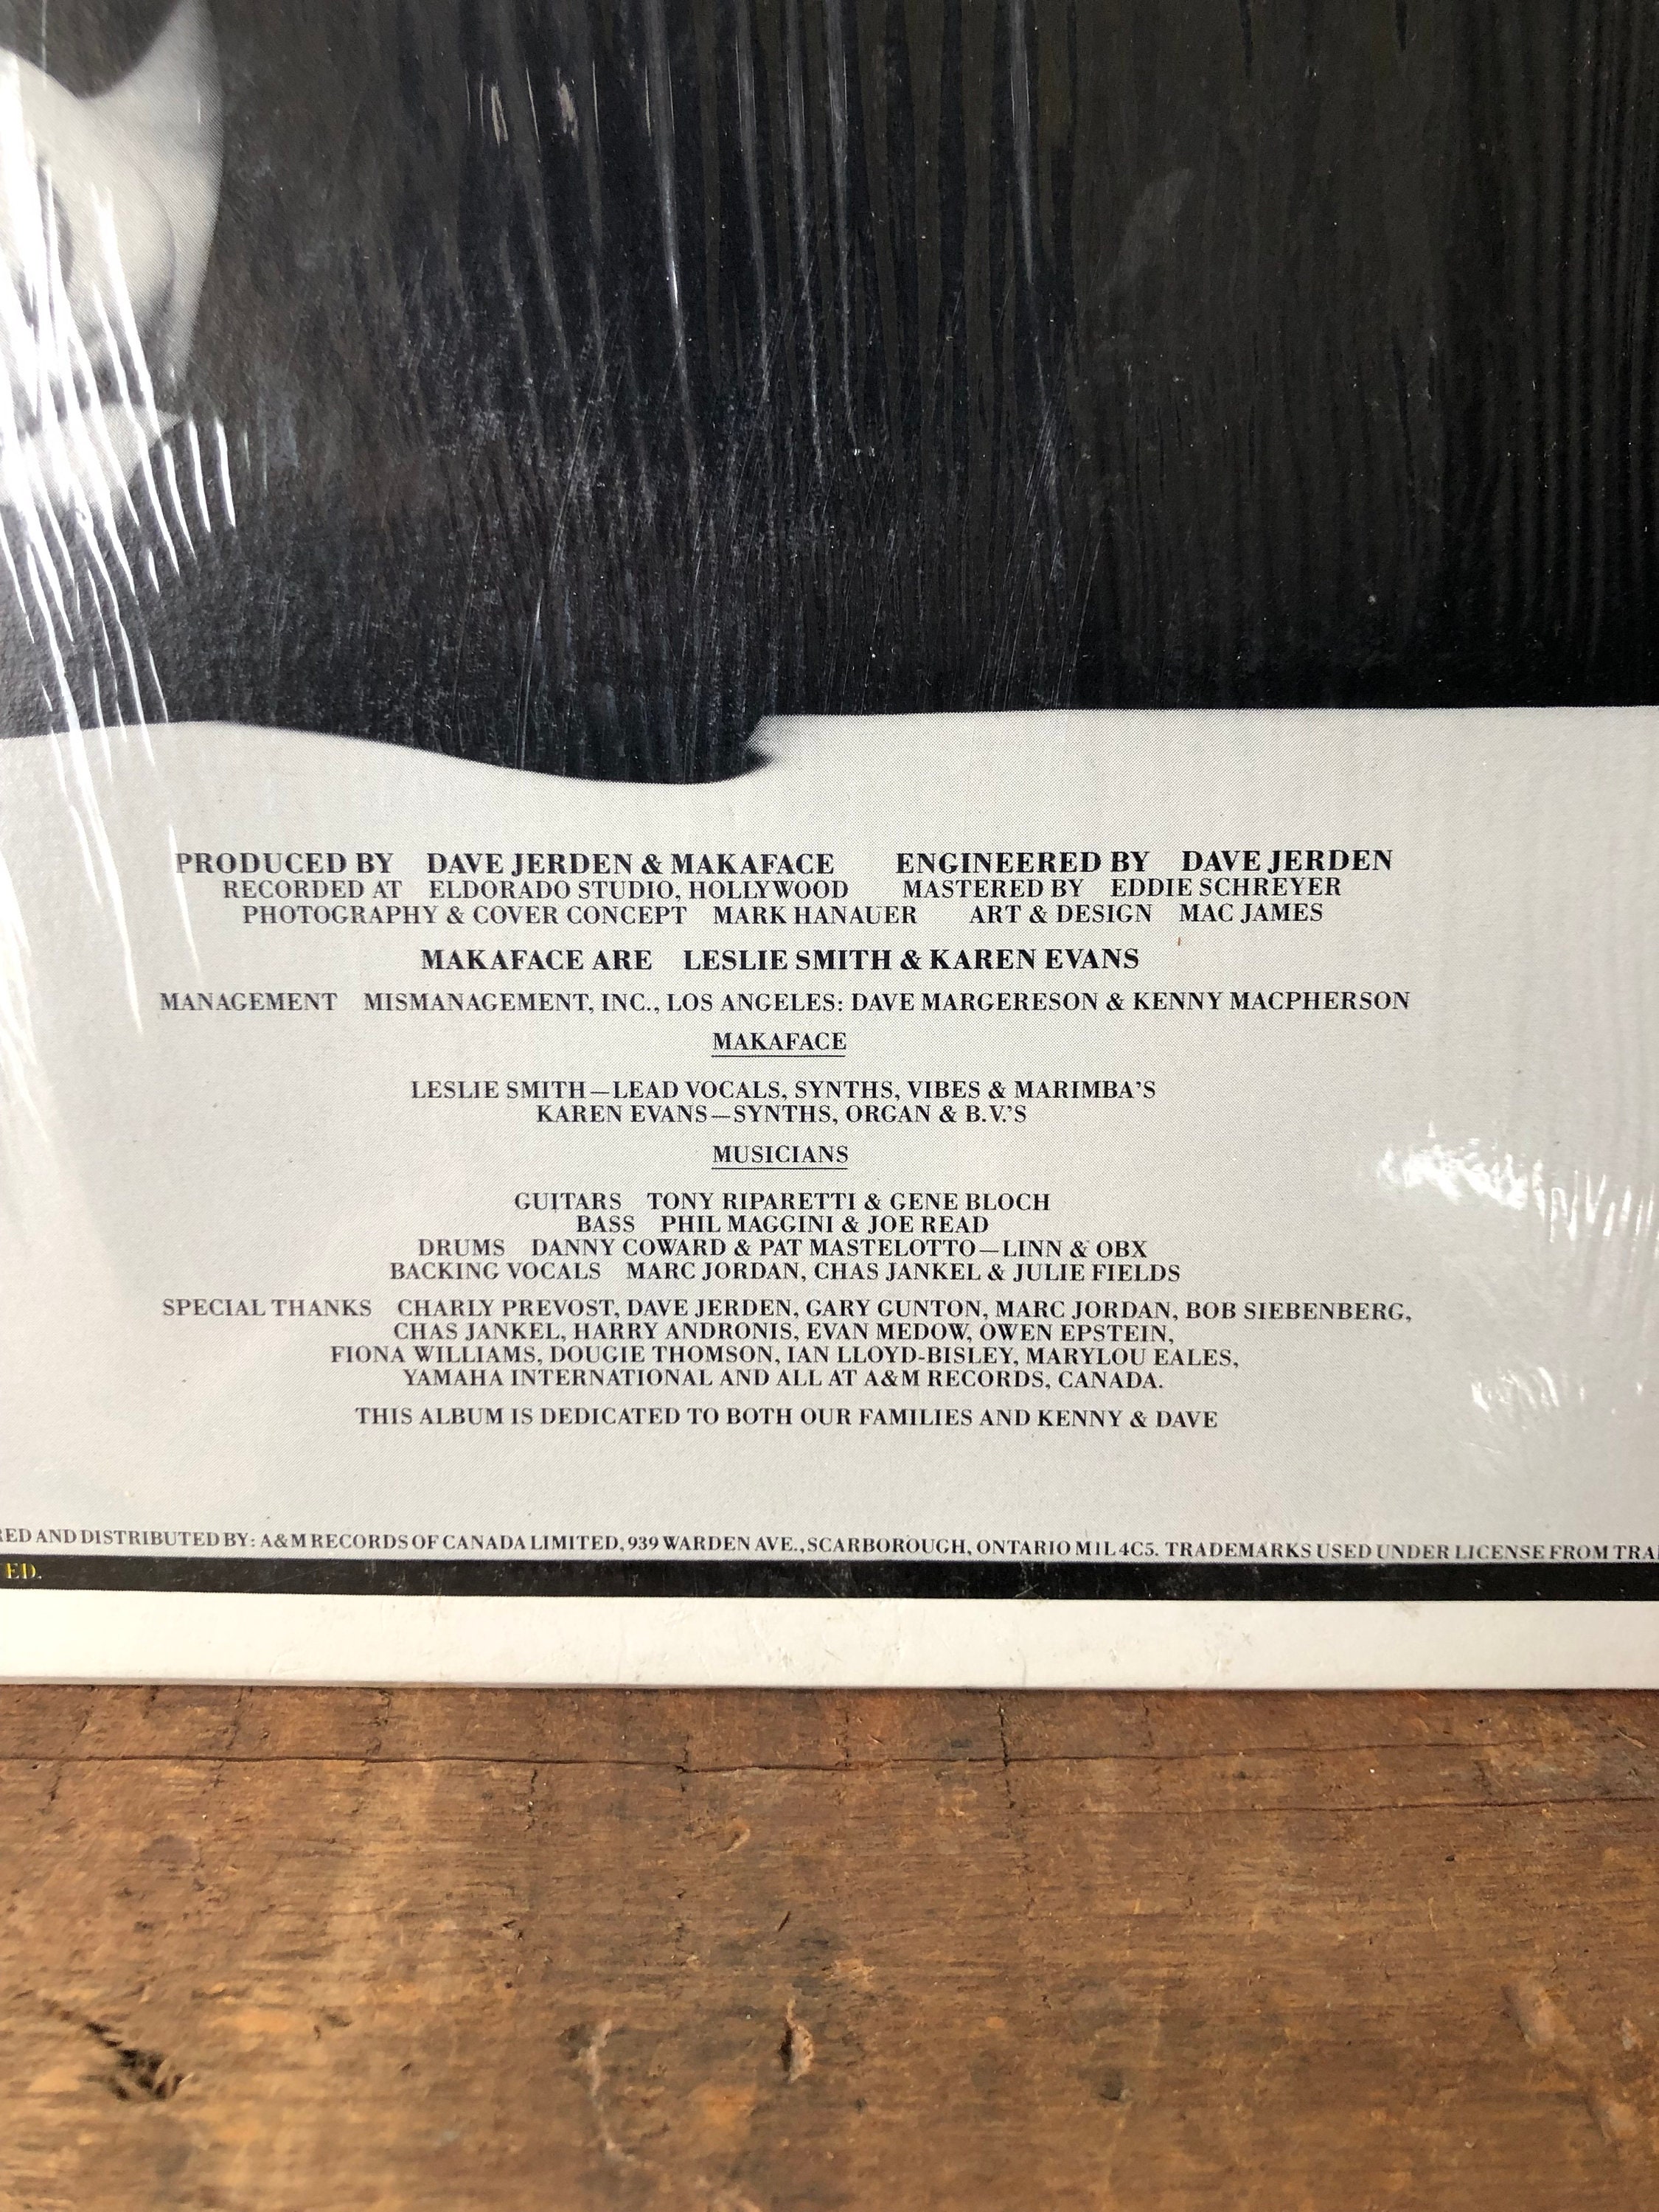 PRODUCED BY DAVE JERDEN & MAKAFACE ENGINEERED BY DAVE JERDEN
RECORDED AT ELDORADO STUDIO, HOLLYWOOD MASTERED BY EDDIE SCHREYER
PHOTOGRAPHY & COVER CONCEPT MARK HANAUER ART & DESIGN MAC JAMES
MAKAFACE ARE LESLIE SMITH & KAREN EVANS
MANAGEMENT MISMANAGEMENT, INC., LOS ANGELES: DAVE MARGERESON & KENNY MACPHERSON
MAKAFACE
LESLIE SMITH—LEAD VOCALS, SYNTHS, VIBES & MARIMBA'S
KAREN EVANS—SYNTHS, ORGAN & B.V.'S
MUSICIANS
GUITARS TONY RIPARETTI & GENE BLOCH
BASS PHIL MAGGINI & JOE READ
DRUMS DANNY COWARD & PAT MASTELOTTO—LINN & OBX
BACKING VOCALS MARC JORDAN, CHAS JANKEL & JULIE FIELDS
SPECIAL THANKS CHARLY PREVOST, DAVE JERDEN, GARY GUNTON, MARC JORDAN, BOB SIEBENBERG,
CHAS JANKEL, HARRY ANDRONIS, EVAN MEDOW, OWEN EPSTEIN,
FIONA WILLIAMS, DOUGIE THOMSON, IAN LLOYD-BISLEY, MARYLOU EALES,
YAMAHA INTERNATIONAL AND ALL AT A&M RECORDS, CANADA.
THIS ALBUM IS DEDICATED TO BOTH OUR FAMILIES AND KENNY & DAVE
RED AND DISTRIBUTED BY: A&M RECORDS OF CANADA LIMITED, 939 WARDEN AVE., SCARBOROUGH, ONTARIO M1L 4C5. TRADEMARKS USED UNDER LICENSE FROM TRA
ED.